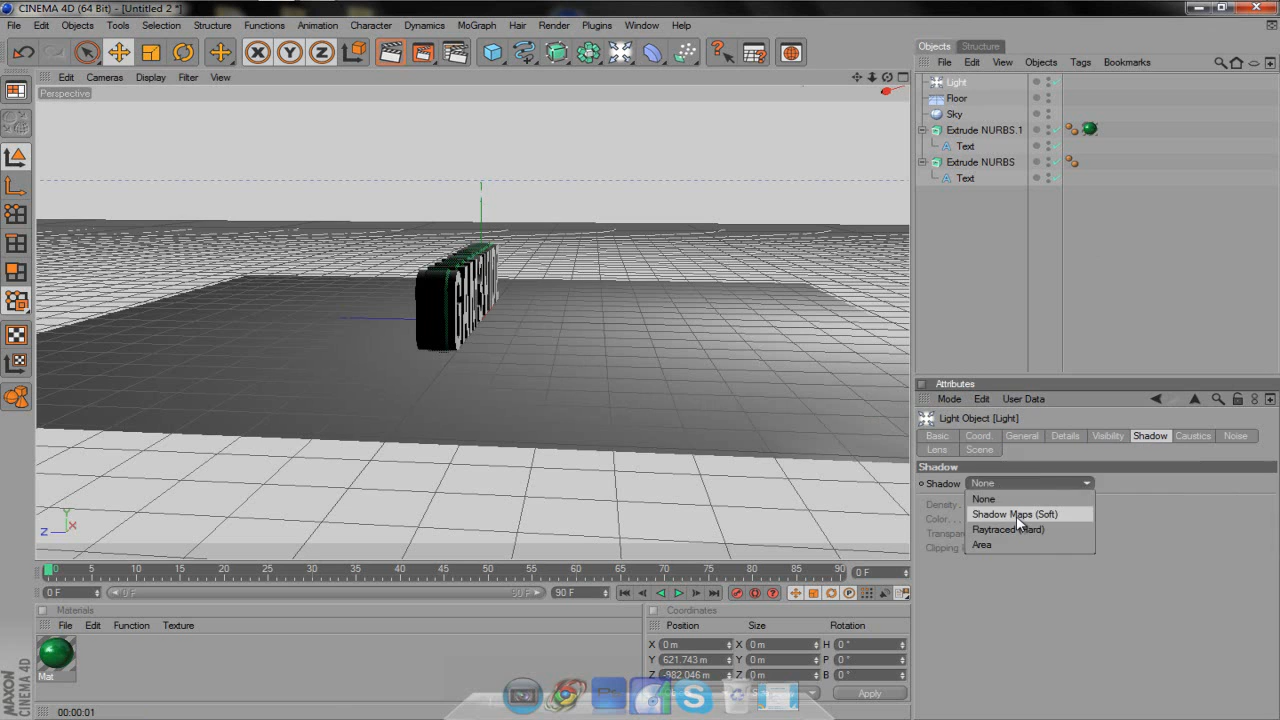 CINEMA 4D (64 Bit) - [Untitled 2 *]
File Edit Objects Tools Selection Structure Functions Animation Character Dynamics MoGraph Hair Render Plugins Window Help
X Y Z
Edit Cameras Display Filter View
Perspective
Y
Z X
0 5 10 15 20 25 30 35 40 45 50 55 60 65 70 75 80 85 90 0 F
0 F 0 F 90 F 90 F
Materials
File Edit Function Texture
Mat
Coordinates
Position Size Rotation
X 0 m X 0 m H 0 °
Y 621.743 m Y 0 m P 0 °
Z -982.046 m Z 0 m B 0 °
Apply
MAXON
CINEMA 4D
00:00:01
Objects Structure
File Edit View Objects Tags Bookmarks
Light
Floor
Sky
Extrude NURBS.1
Text
Extrude NURBS
Text
Attributes
Mode Edit User Data
Light Object [Light]
Basic Coord. General Details Visibility Shadow Caustics Noise
Lens Scene
Shadow
Shadow None
None
Shadow Maps (Soft)
Raytraced (Hard)
Area
Density
Color
Ps
S